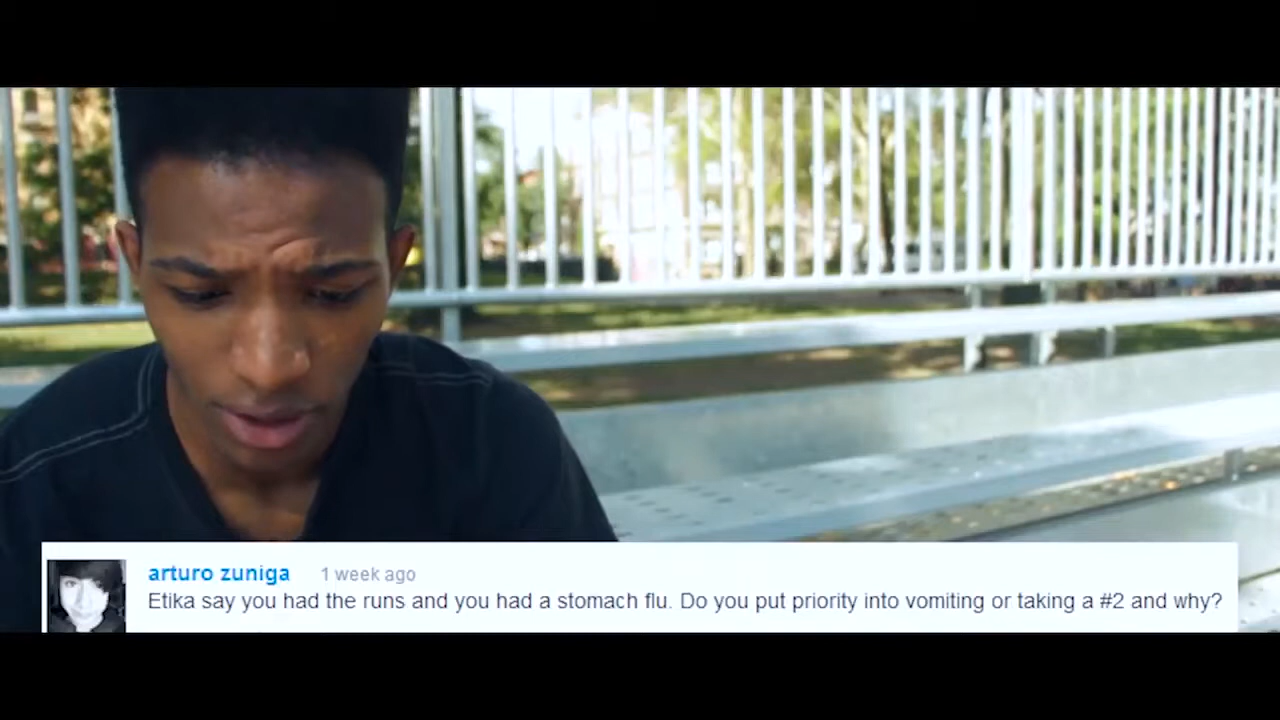 arturo zuniga 1 week ago
Etika say you had the runs and you had a stomach flu. Do you put priority into vomiting or taking a #2 and why?